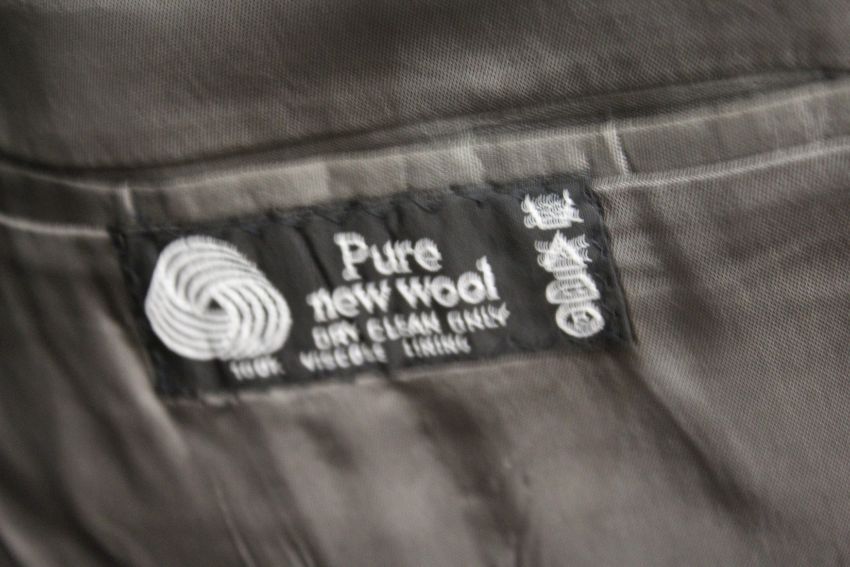 Pure
new wool
DRY CLEAN ONLY
100% VISCOSE LINING